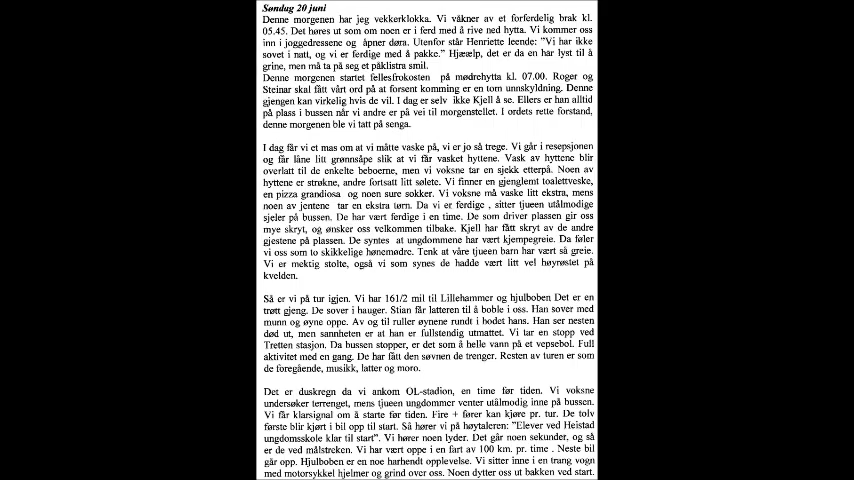 Søndag 20 juni
Denne morgenen har jeg vekkerklokka. Vi våkner av et forferdelig brak kl.
05.45. Det høres ut som om noen er i ferd med å rive ned hytta. Vi kommer oss
inn i joggedressene og åpner døra. Utenfor står Henriette leende: "Vi har ikke
sovet i natt, og vi er ferdige med å pakke." Hjæælp, det er da en har lyst til å
grine, men må ta på seg et påklistra smil.
Denne morgenen startet fellesfrokosten på mødrehytta kl. 07.00. Roger og
Steinar skal fått vårt ord på at forsent komming er en tom unnskyldning. Denne
gjengen kan virkelig hvis de vil. I dag er selv ikke Kjell å se. Ellers er han alltid
på plass i bussen når vi andre er på vei til morgenstellet. I ordets rette forstand,
denne morgenen ble vi tatt på senga.
I dag får vi et mas om at vi måtte vaske på, vi er jo så trege. Vi går i resepsjonen
og får låne litt grønnsåpe slik at vi får vasket hyttene. Vask av hyttene blir
overlatt til de enkelte beboerne, men vi voksne tar en sjekk etterpå. Noen av
hyttene er strøkne, andre fortsatt litt sølete. Vi finner en gjenglemt toalettveske,
en pizza grandiosa og noen sure sokker. Vi voksne må vaske litt ekstra, mens
noen av jentene tar en ekstra tørn. Da vi er ferdige , sitter tjueen utålmodige
sjeler på bussen. De har vært ferdige i en time. De som driver plassen gir oss
mye skryt, og ønsker oss velkommen tilbake. Kjell har fått skryt av de andre
gjestene på plassen. De syntes at ungdommene har vært kjempegreie. Da føler
vi oss som to skikkelige hønemødre. Tenk at våre tjueen barn har vært så greie.
Vi er mektig stolte, også vi som synes de hadde vært litt vel høyrøstet på
kvelden.
Så er vi på tur igjen. Vi har 161/2 mil til Lillehammer og hjulboben Det er en
trøtt gjeng. De sover i hauger. Stian får latteren til å boble i oss. Han sover med
munn og øyne oppe. Av og til ruller øynene rundt i hodet hans. Han ser nesten
død ut, men sannheten er at han er fullstendig utmattet. Vi tar en stopp ved
Tretten stasjon. Da bussen stopper, er det som å helle vann på et vepsebol. Full
aktivitet med en gang. De har fått den søvnen de trenger. Resten av turen er som
de foregående, musikk, latter og moro.
Det er duskregn da vi ankom OL-stadion, en time før tiden. Vi voksne
undersøker terrenget, mens tjueen ungdommer venter utålmodig inne på bussen.
Vi får klarsignal om å starte før tiden. Fire + fører kan kjøre pr. tur. De tolv
første blir kjørt i bil opp til start. Så hører vi på høytaleren: "Elever ved Heistad
ungdomsskole klar til start". Vi hører noen lyder. Det går noen sekunder, og så
er de ved målstreken. Vi har vært oppe i en fart av 100 km. pr. time . Neste bil
går opp. Hjulboben er en noe harhendt opplevelse. Vi sitter inne i en trang vogn
med motorsykkel hjelmer og grind over oss. Noen dytter oss ut bakken ved start.